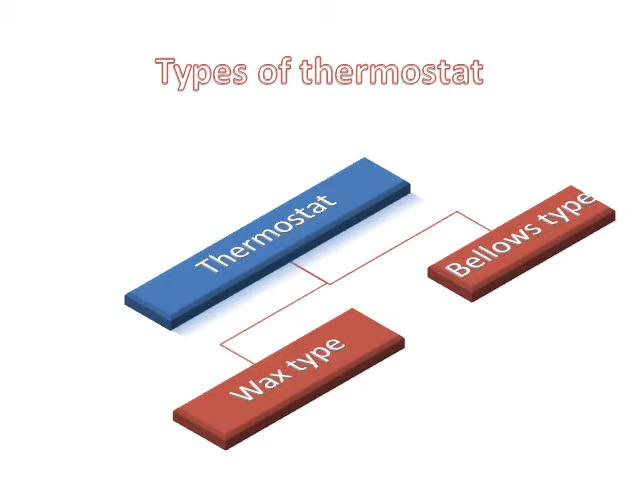 Types of thermostat
Thermostat
Bellows type
Wax type